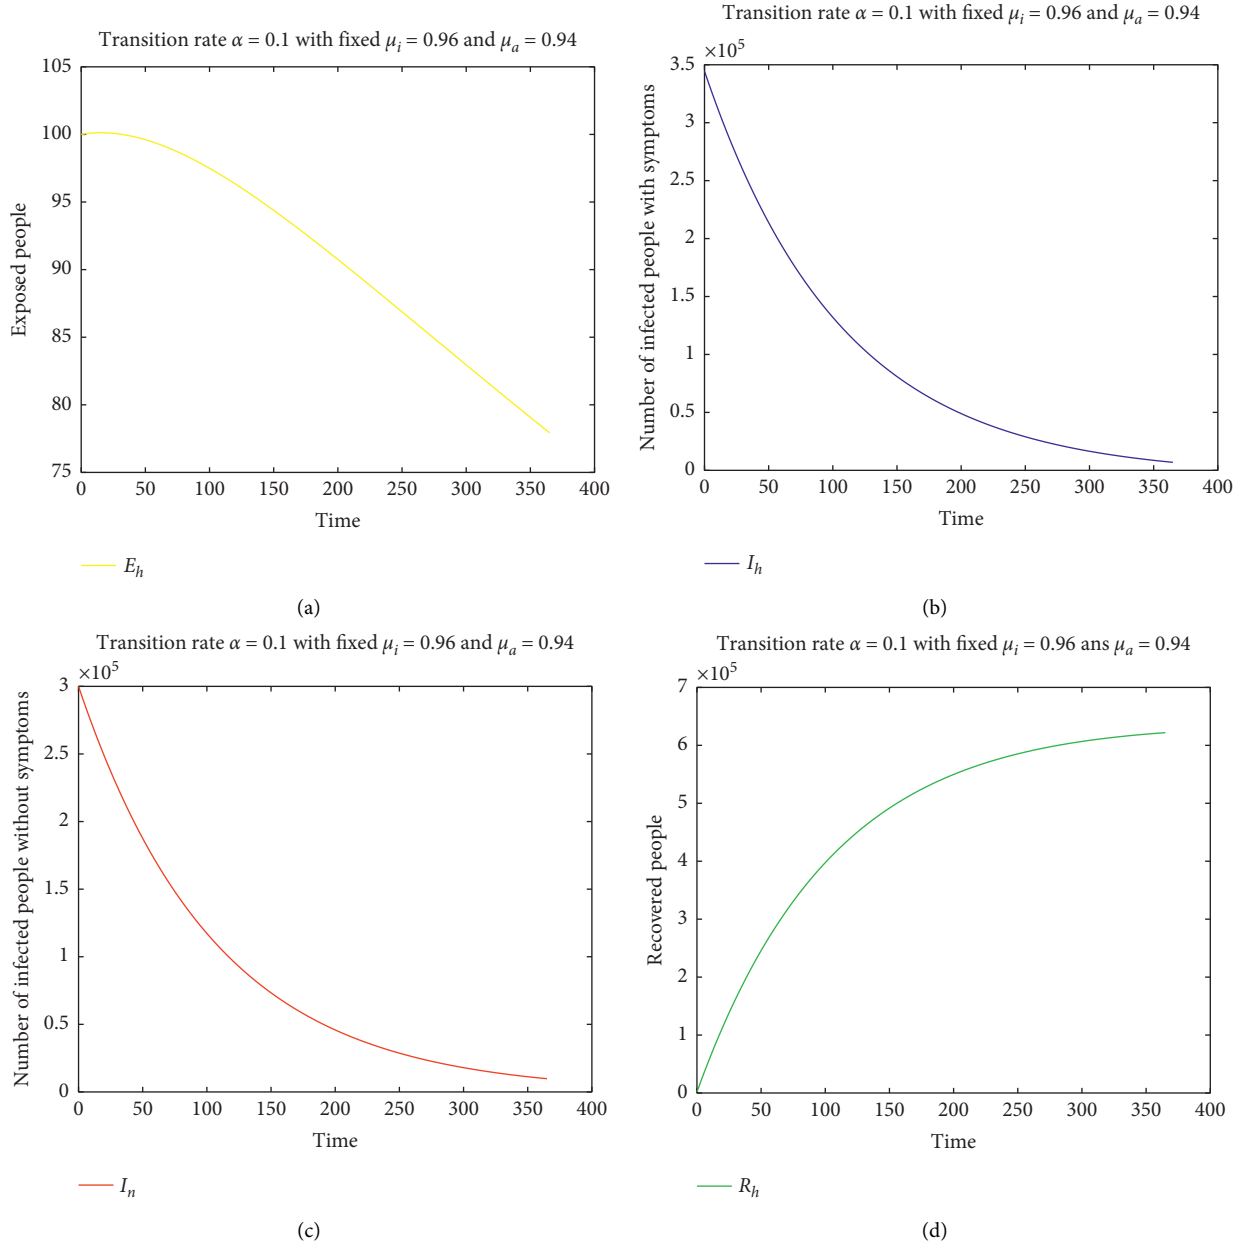 Transition rate α = 0.1 with fixed μi = 0.96 and μa = 0.94
105
100
95
90
85
80
75
0 50 100 150 200 250 300 350 400
Exposed people
Time
Eh
(a)
Transition rate α = 0.1 with fixed μi = 0.96 and μa = 0.94
×10^5
3.5
3
2.5
2
1.5
1
0.5
0
0 50 100 150 200 250 300 350 400
Number of infected people with symptoms
Time
Ih
(b)
Transition rate α = 0.1 with fixed μi = 0.96 and μa = 0.94
×10^5
3
2.5
2
1.5
1
0.5
0
0 50 100 150 200 250 300 350 400
Number of infected people without symptoms
Time
In
(c)
Transition rate α = 0.1 with fixed μi = 0.96 ans μa = 0.94
×10^5
7
6
5
4
3
2
1
0
0 50 100 150 200 250 300 350 400
Recovered people
Time
Rh
(d)